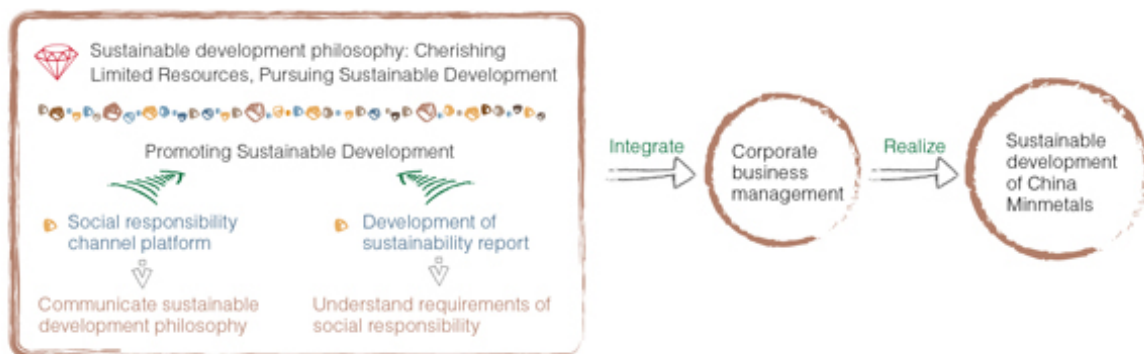 Sustainable development philosophy: Cherishing
Limited Resources, Pursuing Sustainable Development
Promoting Sustainable Development
Social responsibility
channel platform
Development of
sustainability report
Communicate sustainable
development philosophy
Understand requirements of
social responsibility
Integrate
Corporate
business
management
Realize
Sustainable
development
of China
Minmetals